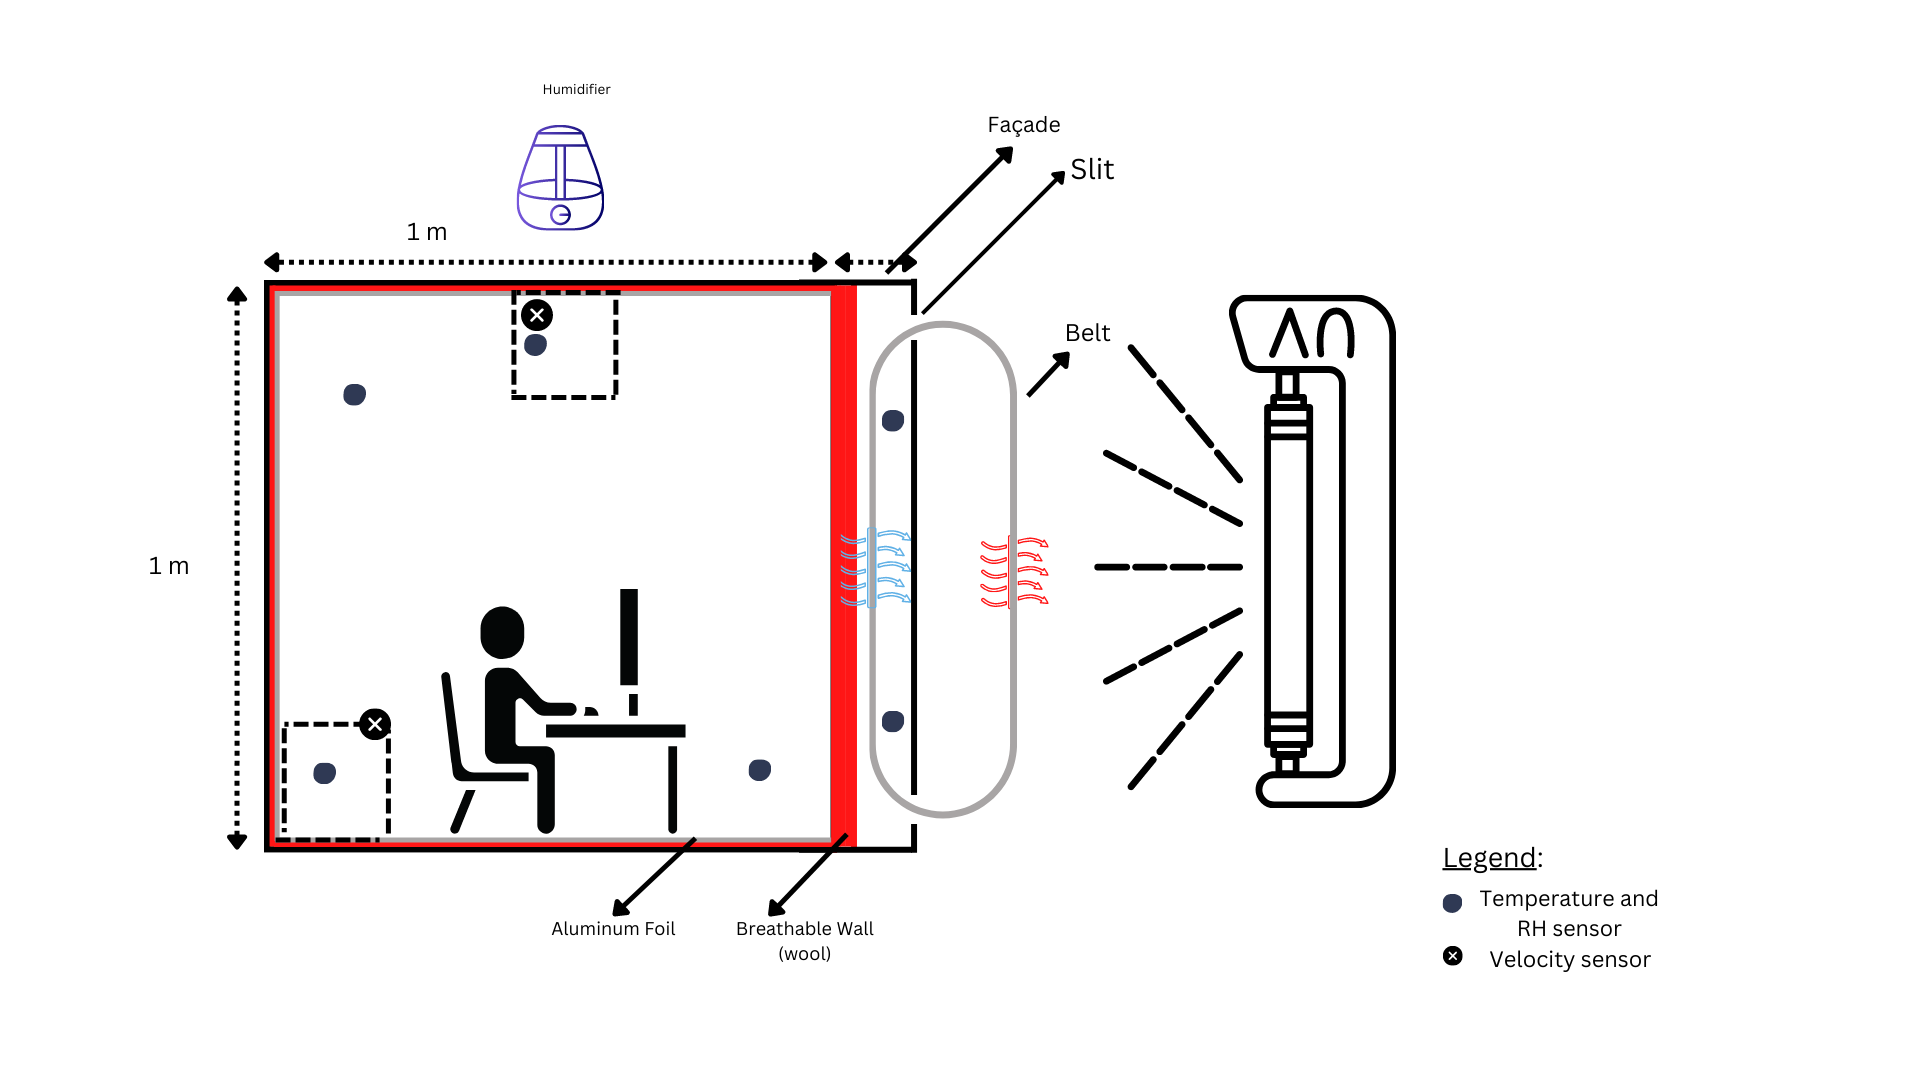 Humidifier
Façade
Slit
1 m
Belt
1 m
Legend:
Temperature and
RH sensor
Velocity sensor
Aluminum Foil
Breathable Wall
(wool)